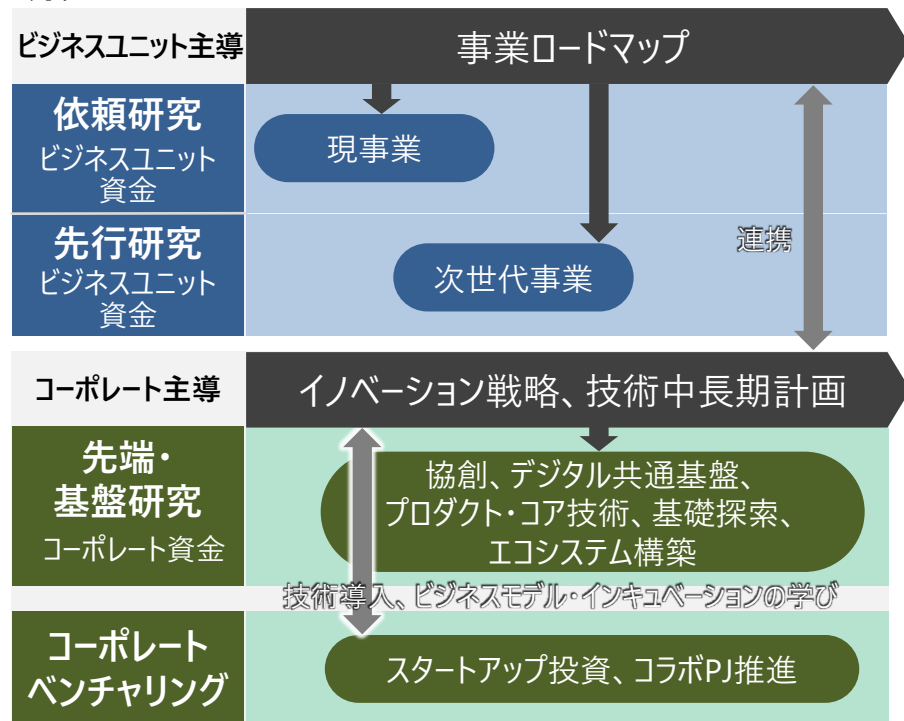 ビジネスユニット主導
事業ロードマップ
依頼研究
ビジネスユニット
資金
現事業
先行研究
ビジネスユニット
資金
次世代事業
連携
コーポレート主導
イノベーション戦略、技術中長期計画
先端・
基盤研究
コーポレート資金
協創、デジタル共通基盤、
プロダクト・コア技術、基礎探索、
エコシステム構築
技術導入、ビジネスモデル・インキュベーションの学び
コーポレート
ベンチャリング
スタートアップ投資、コラボPJ推進